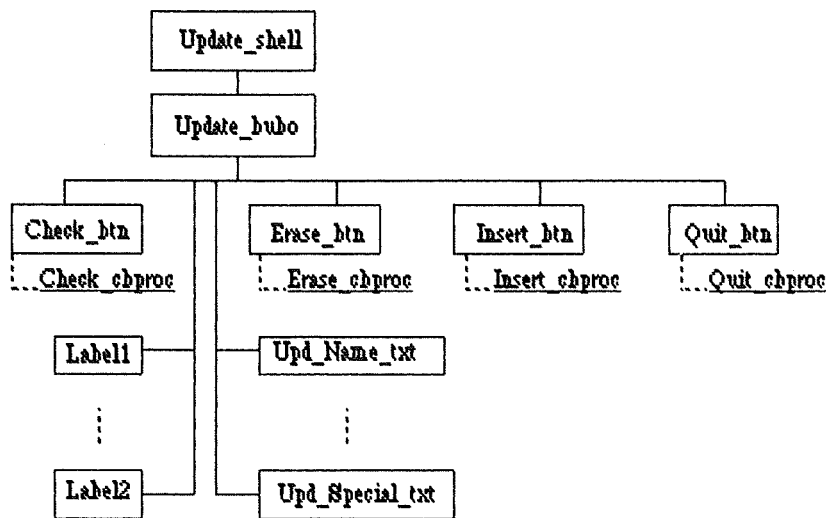 Update_shell
Update_bubo
Check_btn
Erase_btn
Insert_btn
Quit_btn
Check_cbproc
Erase_cbproc
Insert_cbproc
Quit_cbproc
Label1
Upd_Name_txt
Label2
Upd_Special_txt